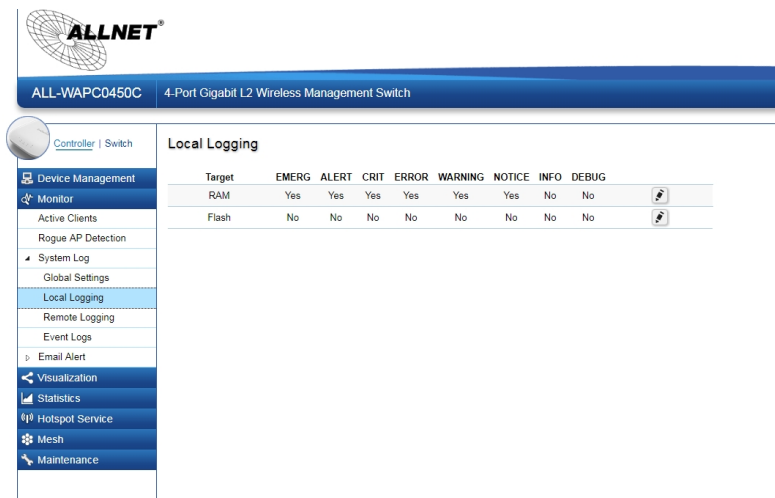 ALLNET®
ALL-WAPC0450C 4-Port Gigabit L2 Wireless Management Switch
Controller | Switch
Device Management
Monitor
Active Clients
Rogue AP Detection
System Log
Global Settings
Local Logging
Remote Logging
Event Logs
Email Alert
Visualization
Statistics
Hotspot Service
Mesh
Maintenance
Local Logging
Target EMERG ALERT CRIT ERROR WARNING NOTICE INFO DEBUG
RAM Yes Yes Yes Yes Yes Yes No No
Flash No No No No No No No No